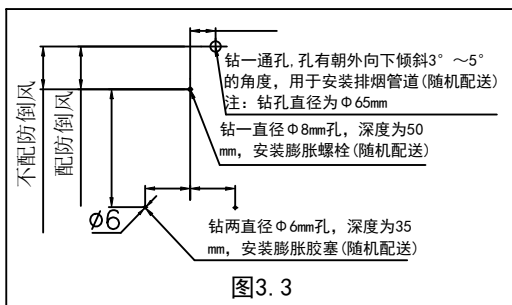 钻一通孔,孔有朝外向下倾斜3° ～5°
的角度，用于安装排烟管道(随机配送)
注：钻孔直径为Φ65mm
不配防倒风
配防倒风
钻一直径Φ8mm孔，深度为50
mm，安装膨胀螺栓(随机配送)
ø6
钻两直径Φ6mm孔，深度为35
mm，安装膨胀胶塞(随机配送)
图3.3